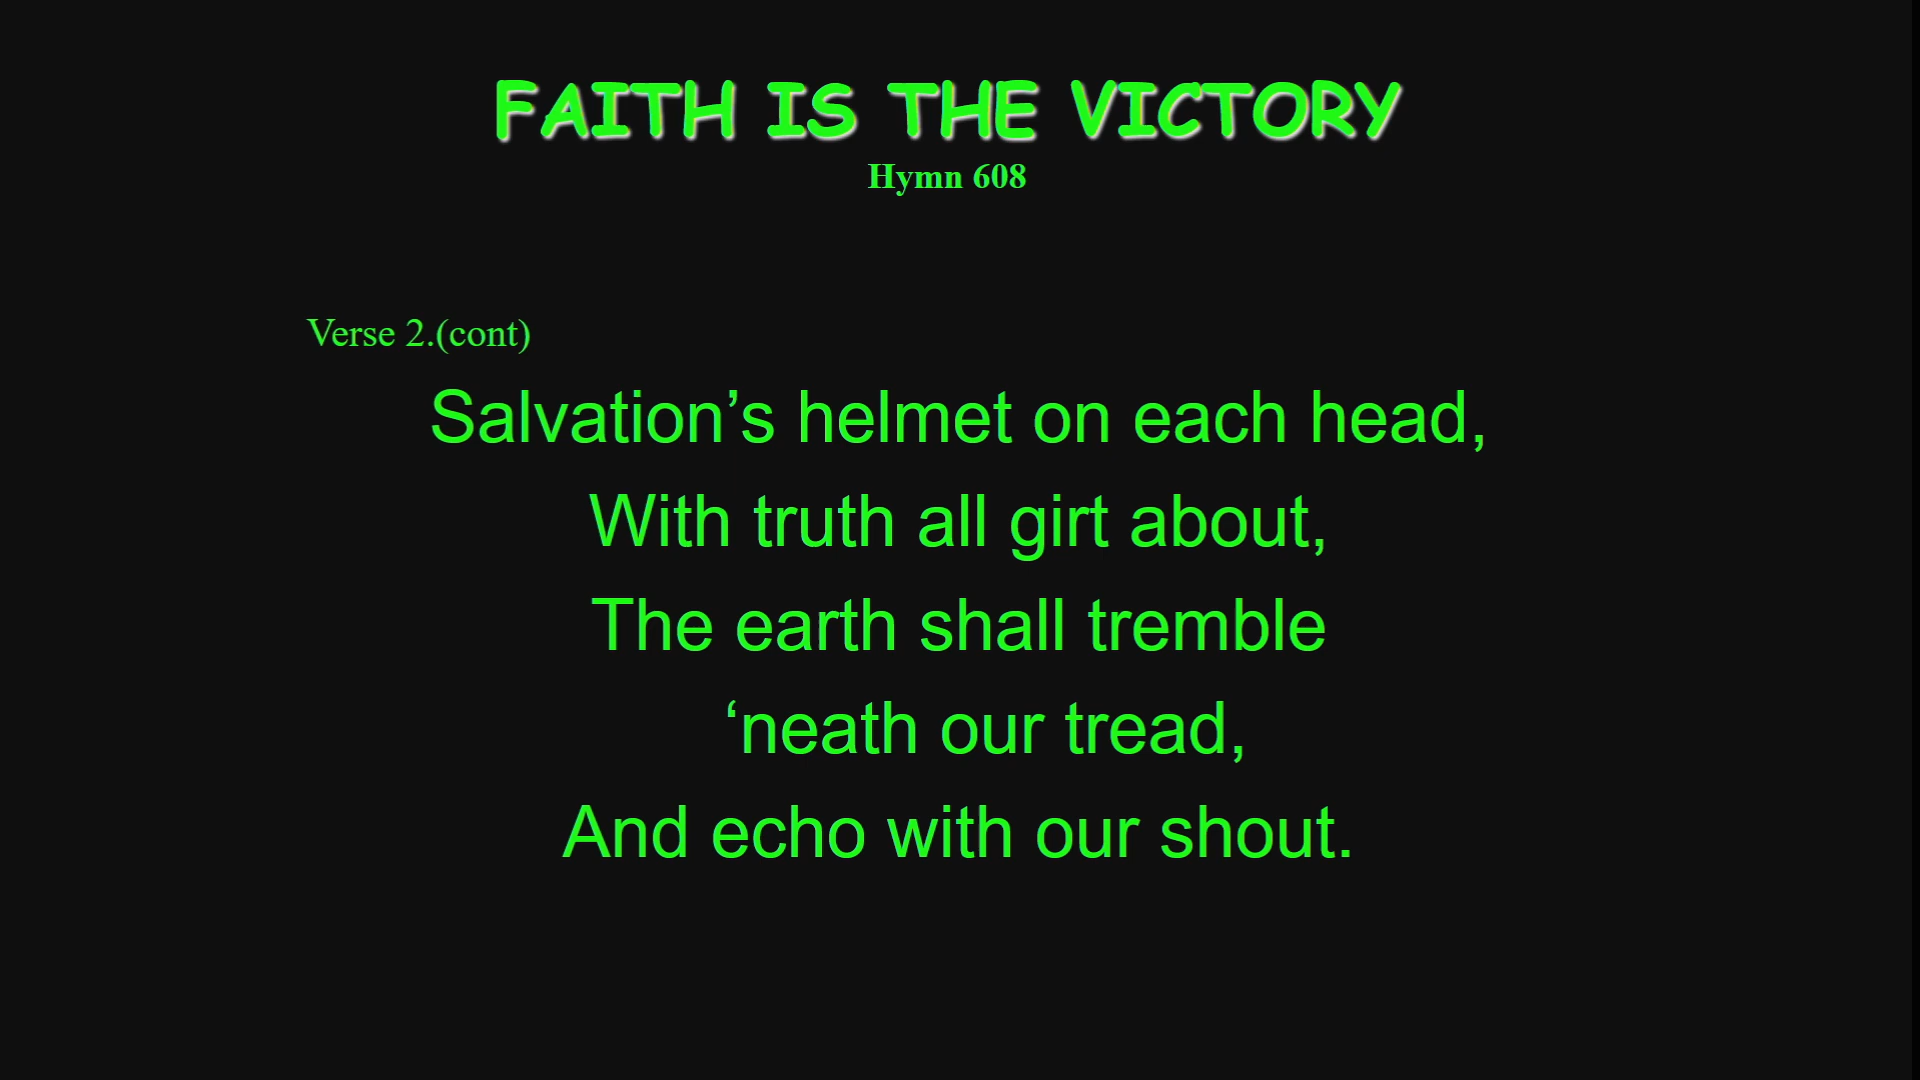 FAITH IS THE VICTORY
Hymn 608
Verse 2.(cont)
Salvation’s helmet on each head,
With truth all girt about,
The earth shall tremble
‘neath our tread,
And echo with our shout.